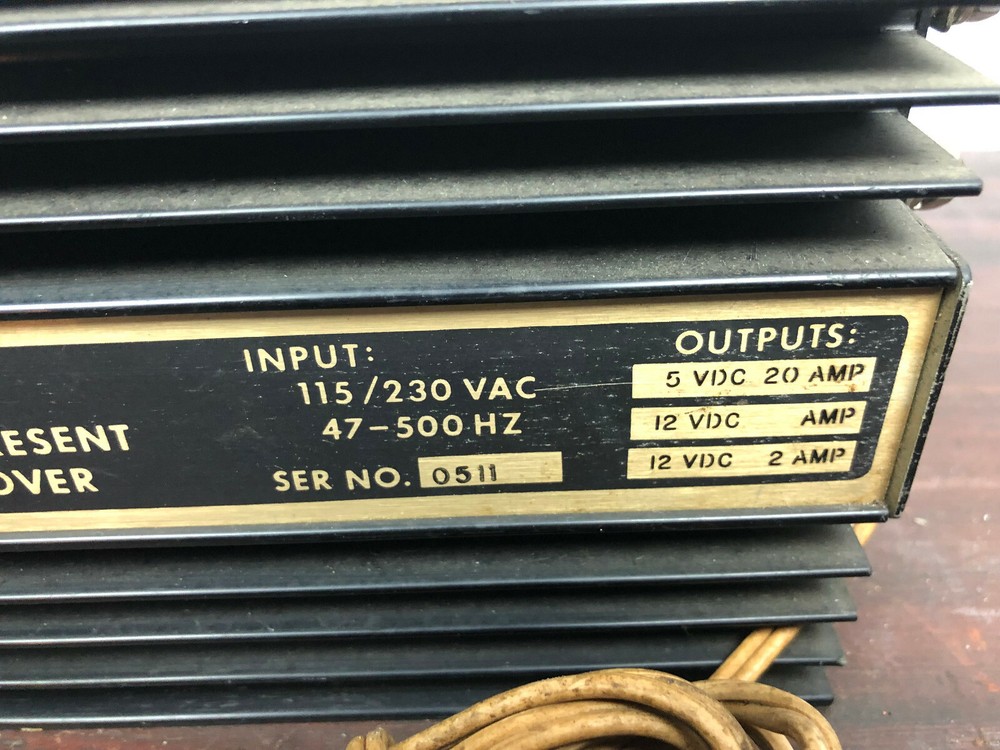 RESENT
OVER
INPUT:
115/230 VAC
47-500 HZ
SER NO. 0511
OUTPUTS:
5 VDC 20 AMP
12 VDC AMP
12 VDC 2 AMP